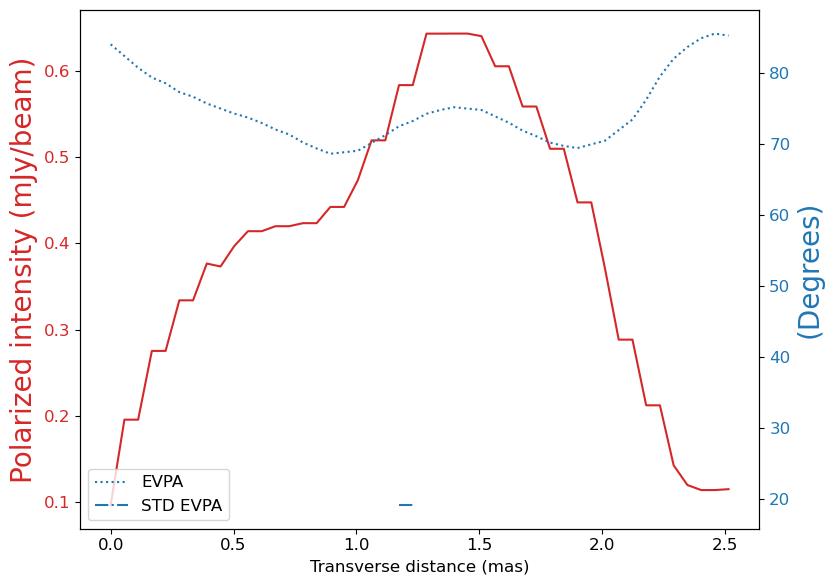 Polarized intensity (mJy/beam)
0.6
0.5
0.4
0.3
0.2
0.1
80
70
60
50
40
30
20
(Degrees)
EVPA
STD EVPA
0.0 0.5 1.0 1.5 2.0 2.5
Transverse distance (mas)